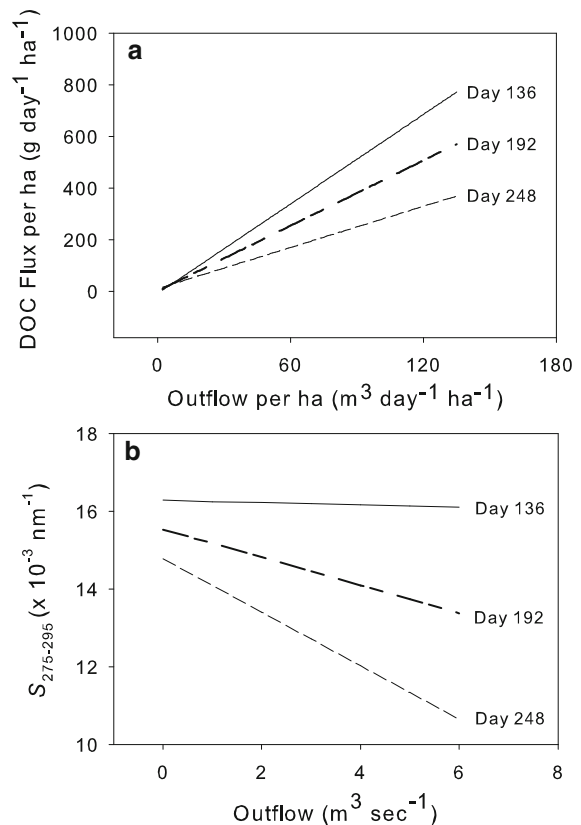 a
DOC Flux per ha (g day⁻¹ ha⁻¹)
1000
800
600
400
200
0
Day 136
Day 192
Day 248
0 60 120 180
Outflow per ha (m³ day⁻¹ ha⁻¹)
b
S₂₇₅₋₂₉₅ (x 10⁻³ nm⁻¹)
18
16
14
12
10
Day 136
Day 192
Day 248
0 2 4 6 8
Outflow (m³ sec⁻¹)